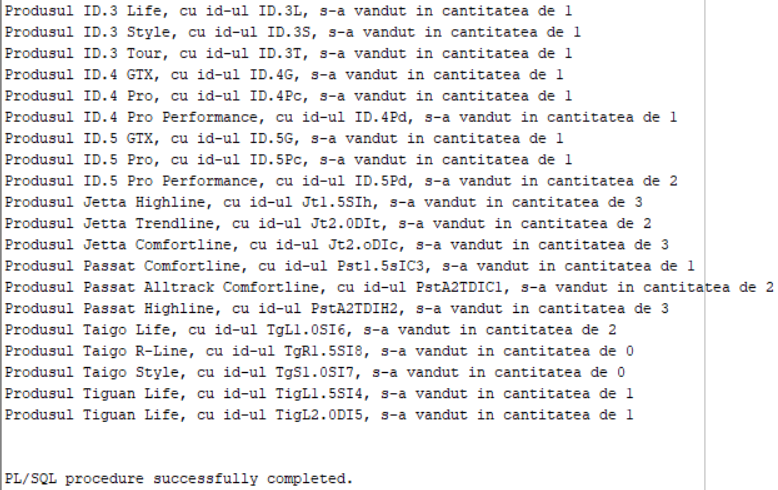 Produsul ID.3 Life, cu id-ul ID.3L, s-a vandut in cantitatea de 1
Produsul ID.3 Style, cu id-ul ID.3S, s-a vandut in cantitatea de 1
Produsul ID.3 Tour, cu id-ul ID.3T, s-a vandut in cantitatea de 1
Produsul ID.4 GTX, cu id-ul ID.4G, s-a vandut in cantitatea de 1
Produsul ID.4 Pro, cu id-ul ID.4Pc, s-a vandut in cantitatea de 1
Produsul ID.4 Pro Performance, cu id-ul ID.4Pd, s-a vandut in cantitatea de 1
Produsul ID.5 GTX, cu id-ul ID.5G, s-a vandut in cantitatea de 1
Produsul ID.5 Pro, cu id-ul ID.5Pc, s-a vandut in cantitatea de 1
Produsul ID.5 Pro Performance, cu id-ul ID.5Pd, s-a vandut in cantitatea de 2
Produsul Jetta Highline, cu id-ul Jt1.5SIh, s-a vandut in cantitatea de 3
Produsul Jetta Trendline, cu id-ul Jt2.0DIt, s-a vandut in cantitatea de 2
Produsul Jetta Comfortline, cu id-ul Jt2.oDIc, s-a vandut in cantitatea de 3
Produsul Passat Comfortline, cu id-ul Pst1.5sIC3, s-a vandut in cantitatea de 1
Produsul Passat Alltrack Comfortline, cu id-ul PstA2TDIC1, s-a vandut in cantitatea de 2
Produsul Passat Highline, cu id-ul PstA2TDIH2, s-a vandut in cantitatea de 3
Produsul Taigo Life, cu id-ul TgL1.0SI6, s-a vandut in cantitatea de 2
Produsul Taigo R-Line, cu id-ul TgR1.5SI8, s-a vandut in cantitatea de 0
Produsul Taigo Style, cu id-ul TgS1.0SI7, s-a vandut in cantitatea de 0
Produsul Tiguan Life, cu id-ul TigL1.5SI4, s-a vandut in cantitatea de 1
Produsul Tiguan Life, cu id-ul TigL2.0DI5, s-a vandut in cantitatea de 1
PL/SQL procedure successfully completed.